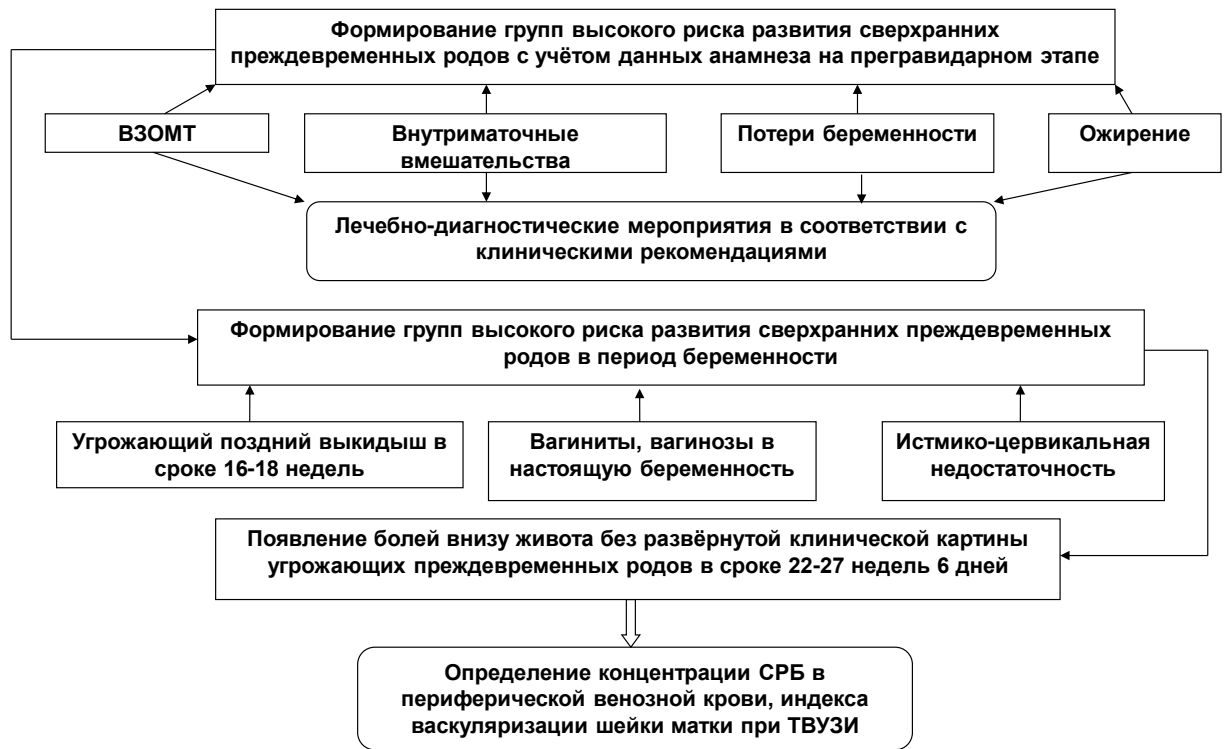 Формирование групп высокого риска развития сверхранних
преждевременных родов с учётом данных анамнеза на прегравидарном этапе
ВЗОМТ
Внутриматочные
вмешательства
Потери беременности
Ожирение
Лечебно-диагностические мероприятия в соответствии с
клиническими рекомендациями
Формирование групп высокого риска развития сверхранних преждевременных
родов в период беременности
Угрожающий поздний выкидыш в
сроке 16-18 недель
Вагиниты, вагинозы в
настоящую беременность
Истмико-цервикальная
недостаточность
Появление болей внизу живота без развёрнутой клинической картины
угрожающих преждевременных родов в сроке 22-27 недель 6 дней
Определение концентрации СРБ в
периферической венозной крови, индекса
васкуляризации шейки матки при ТВУЗИ